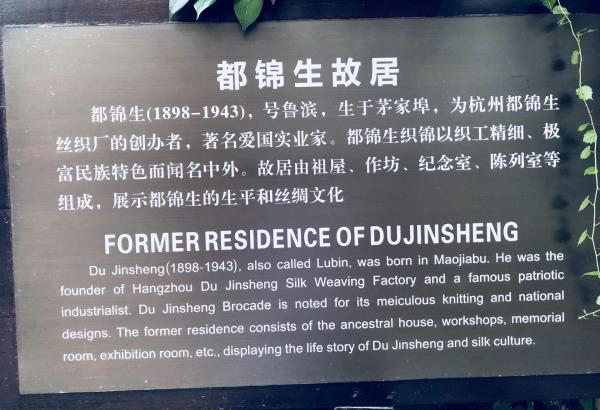 都锦生故居
都锦生(1898-1943)，号鲁滨，生于茅家埠，为杭州都锦生
丝织厂的创办者，著名爱国实业家。都锦生织锦以织工精细、极
富民族特色而闻名中外。故居由祖屋、作坊、纪念室、陈列室等
组成，展示都锦生的生平和丝绸文化
FORMER RESIDENCE OF DUJINSHENG
Du Jinsheng(1898-1943), also called Lubin, was born in Maojiabu. He was the
founder of Hangzhou Du Jinsheng Silk Weaving Factory and a famous patriotic
industrialist. Du Jinsheng Brocade is noted for its meiculous knitting and national
designs. The former residence consists of the ancestral house, workshops, memorial
room, exhibition room, etc., displaying the life story of Du Jinsheng and silk culture.